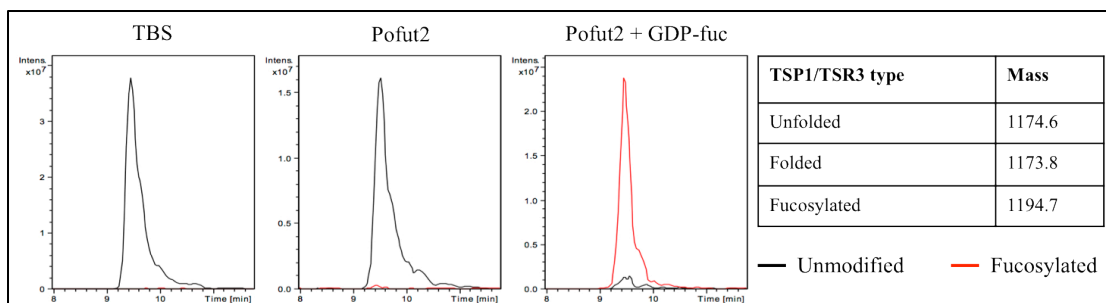 TBS
Intens.
x10⁷
3
2
1
0
8
9
10
Time [min]
Pofut2
Intens.
x10⁷
1.5
1.0
0.5
0.0
8
9
10
Time [min]
Pofut2 + GDP-fuc
Intens.
x10⁷
2.0
1.5
1.0
0.5
0.0
8
9
10
Time [min]
TSP1/TSR3 type Mass
Unfolded 1174.6
Folded 1173.8
Fucosylated 1194.7
Unmodified Fucosylated